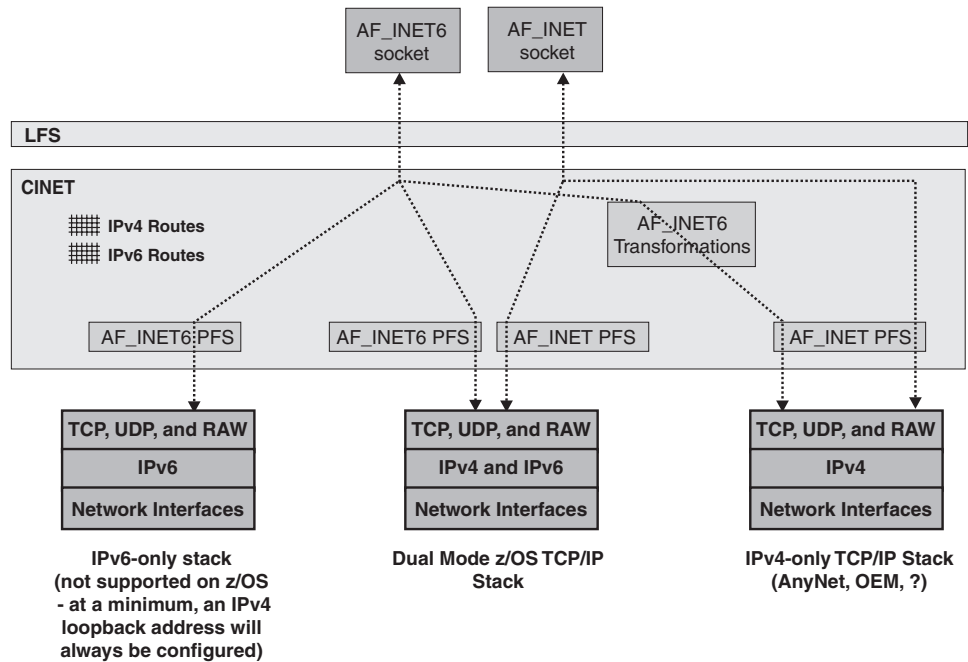 AF_INET6
socket
AF_INET
socket
LFS
CINET
IPv4 Routes
IPv6 Routes
AF_INET6
Transformations
AF_INET6 PFS
AF_INET6 PFS
AF_INET PFS
AF_INET PFS
TCP, UDP, and RAW
IPv6
Network Interfaces
TCP, UDP, and RAW
IPv4 and IPv6
Network Interfaces
TCP, UDP, and RAW
IPv4
Network Interfaces
IPv6-only stack
(not supported on z/OS
- at a minimum, an IPv4
loopback address will
always be configured)
Dual Mode z/OS TCP/IP
Stack
IPv4-only TCP/IP Stack
(AnyNet, OEM, ?)